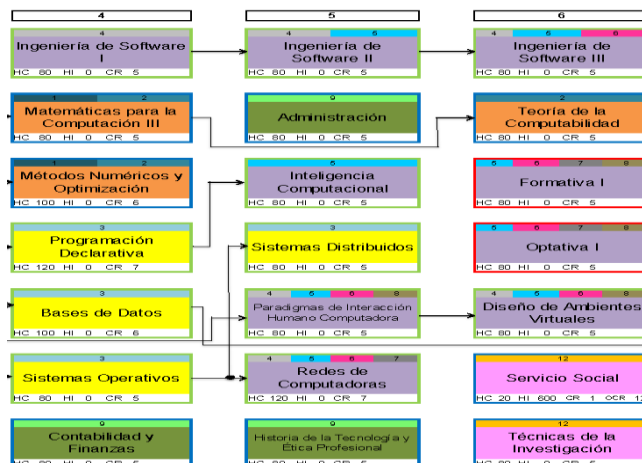 4
5
6
4
Ingeniería de Software
I
HC 80 HI 0 CR 5
4 5
Ingeniería de
Software II
HC 80 HI 0 CR 5
4 5 6
Ingeniería de
Software III
HC 80 HI 0 CR 5
1 2
Matemáticas para la
Computación III
HC 80 HI 0 CR 5
9
Administración
HC 80 HI 0 CR 5
2
Teoría de la
Computabilidad
HC 80 HI 0 CR 5
1 2
Métodos Numéricos y
Optimización
HC 100 HI 0 CR 6
5
Inteligencia
Computacional
HC 80 HI 0 CR 5
5 6 7 8
Formativa I
HC 80 HI 0 CR 5
3
Programación
Declarativa
HC 120 HI 0 CR 7
3
Sistemas Distribuidos
HC 80 HI 0 CR 5
5 6 7 8
Optativa I
HC 80 HI 0 CR 5
3
Bases de Datos
HC 100 HI 0 CR 6
4 5 6 8
Paradigmas de Interacción
Humano Computadora
HC 80 HI 0 CR 5
4 5 6 8
Diseño de Ambientes
Virtuales
HC 80 HI 0 CR 5
3
Sistemas Operativos
HC 80 HI 0 CR 5
4 5 6 7
Redes de
Computadoras
HC 120 HI 0 CR 7
12
Servicio Social
HC 20 HI 600 CR 1 OCR
9
Contabilidad y
Finanzas
9
Historia de la Tecnología y
Ética Profesional
12
Técnicas de la
Investigación